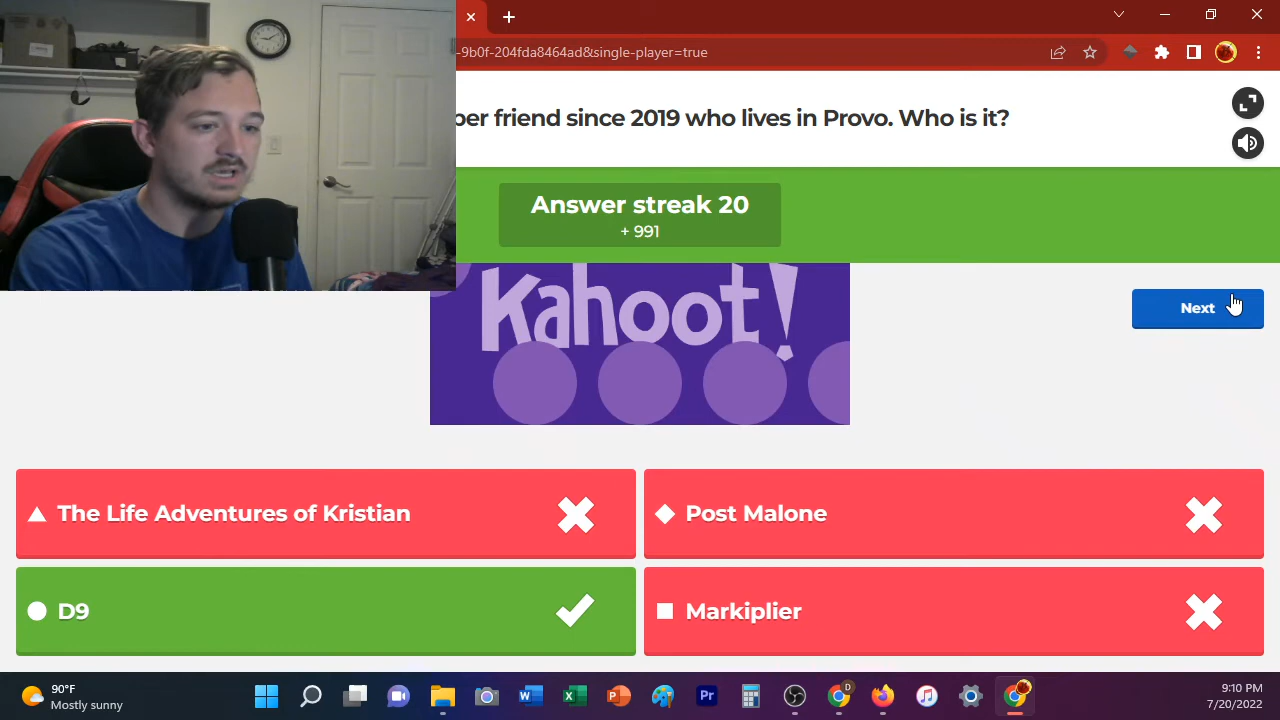 -9b0f-204fda8464ad&single-player=true
per friend since 2019 who lives in Provo. Who is it?
Answer streak 20
+ 991
Kahoot!
Next
The Life Adventures of Kristian
Post Malone
D9
Markiplier
90°F
Mostly sunny
9:10 PM
7/20/2022